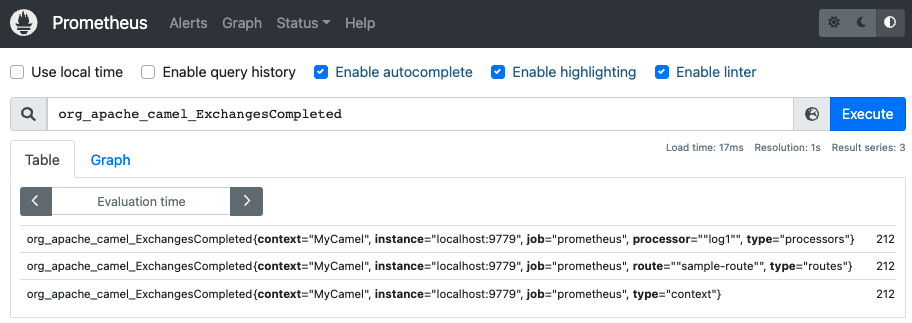 Prometheus Alerts Graph Status Help
Use local time Enable query history Enable autocomplete Enable highlighting Enable linter
org_apache_camel_ExchangesCompleted Execute
Load time: 17ms Resolution: 1s Result series: 3
Table Graph
Evaluation time
org_apache_camel_ExchangesCompleted{context="MyCamel", instance="localhost:9779", job="prometheus", processor=""log1"", type="processors"} 212
org_apache_camel_ExchangesCompleted{context="MyCamel", instance="localhost:9779", job="prometheus", route=""sample-route"", type="routes"} 212
org_apache_camel_ExchangesCompleted{context="MyCamel", instance="localhost:9779", job="prometheus", type="context"} 212